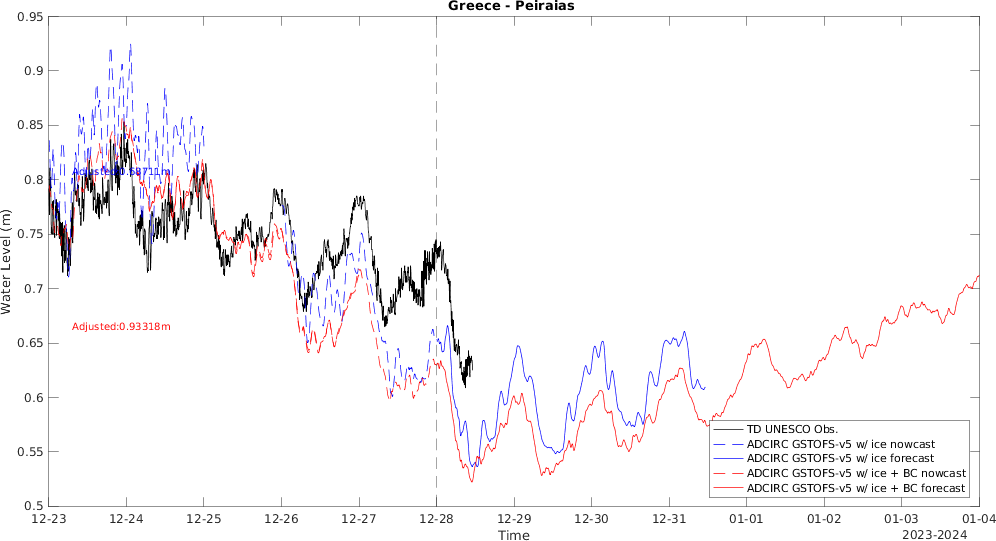 Greece - Peiraias
Water Level (m)
0.95
0.9
0.85
0.8
0.75
0.7
0.65
0.6
0.55
0.5
Adjusted:0.68711m
Adjusted:0.93318m
TD UNESCO Obs.
ADCIRC GSTOFS-v5 w/ ice nowcast
ADCIRC GSTOFS-v5 w/ ice forecast
ADCIRC GSTOFS-v5 w/ ice + BC nowcast
ADCIRC GSTOFS-v5 w/ ice + BC forecast
12-23 12-24 12-25 12-26 12-27 12-28 12-29 12-30 12-31 01-01 01-02 01-03 01-04
Time
2023-2024